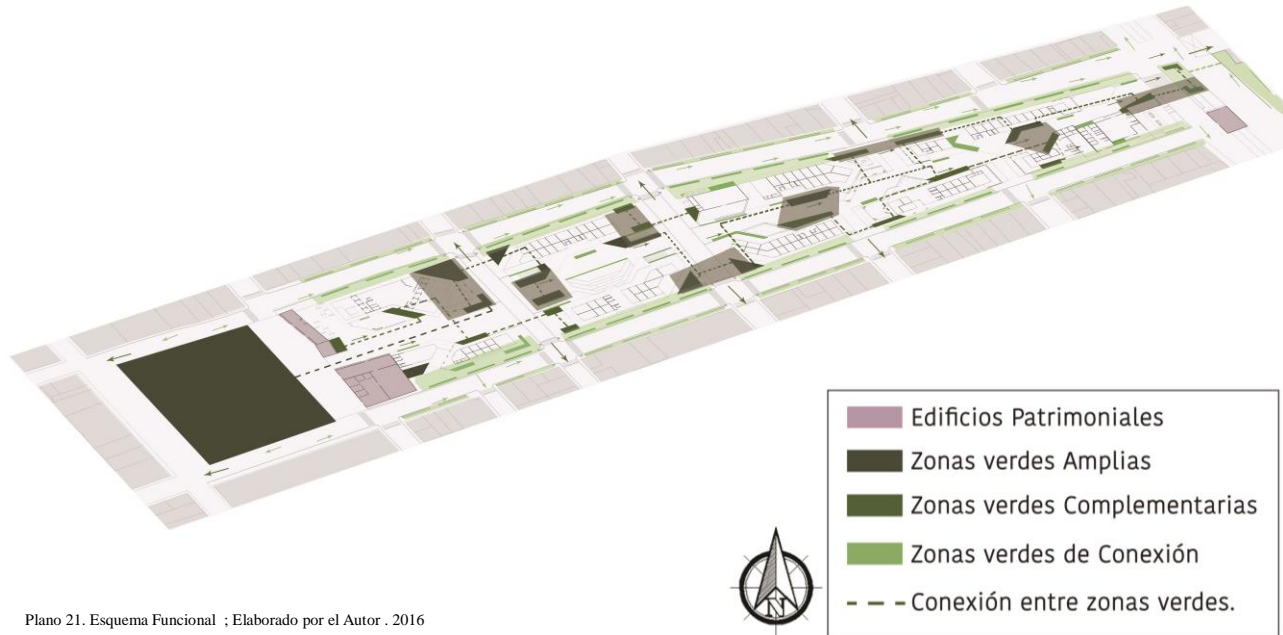 Edificios Patrimoniales
Zonas verdes Amplias
Zonas verdes Complementarias
Zonas verdes de Conexión
Conexión entre zonas verdes.
N
Plano 21. Esquema Funcional ; Elaborado por el Autor . 2016